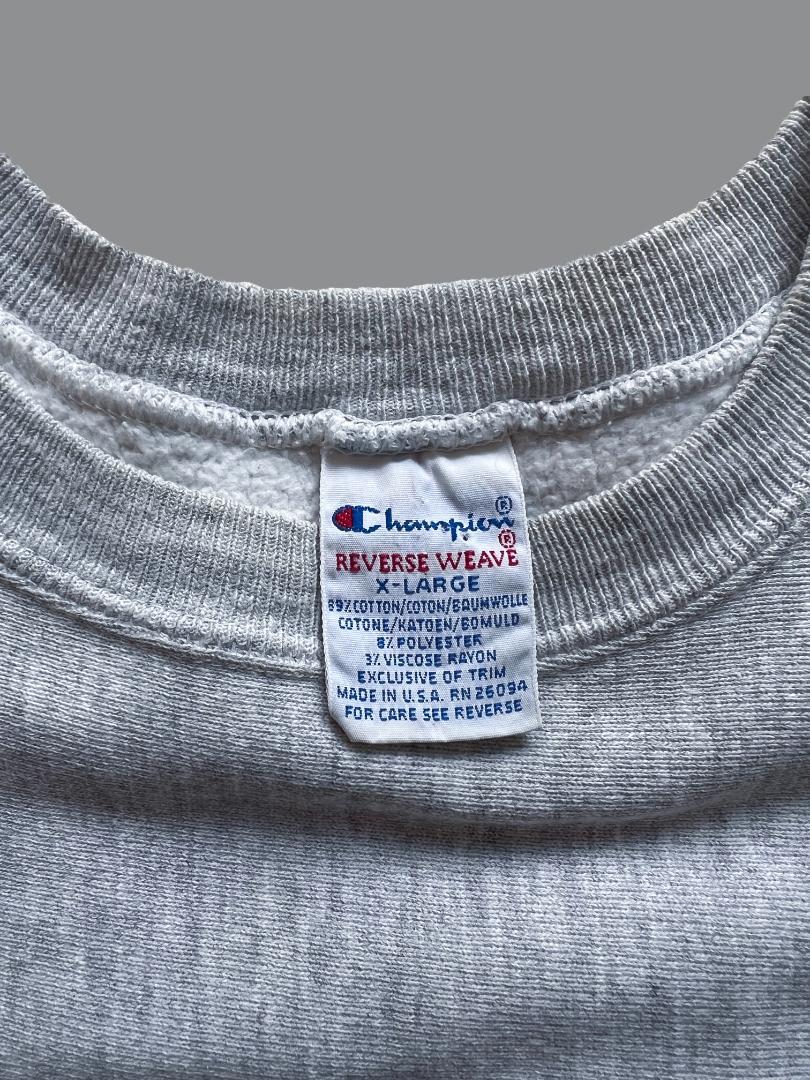 Champion®
REVERSE WEAVE®
X-LARGE
89% COTTON/COTON/BAUMWOLLE
COTONE/KATOEN/BOMULD
8% POLYESTER
3% VISCOSE RAYON
EXCLUSIVE OF TRIM
MADE IN U.S.A. RN 26094
FOR CARE SEE REVERSE